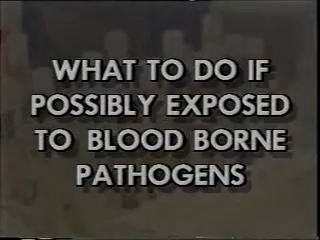 WHAT TO DO IF
POSSIBLY EXPOSED
TO BLOOD BORNE
PATHOGENS